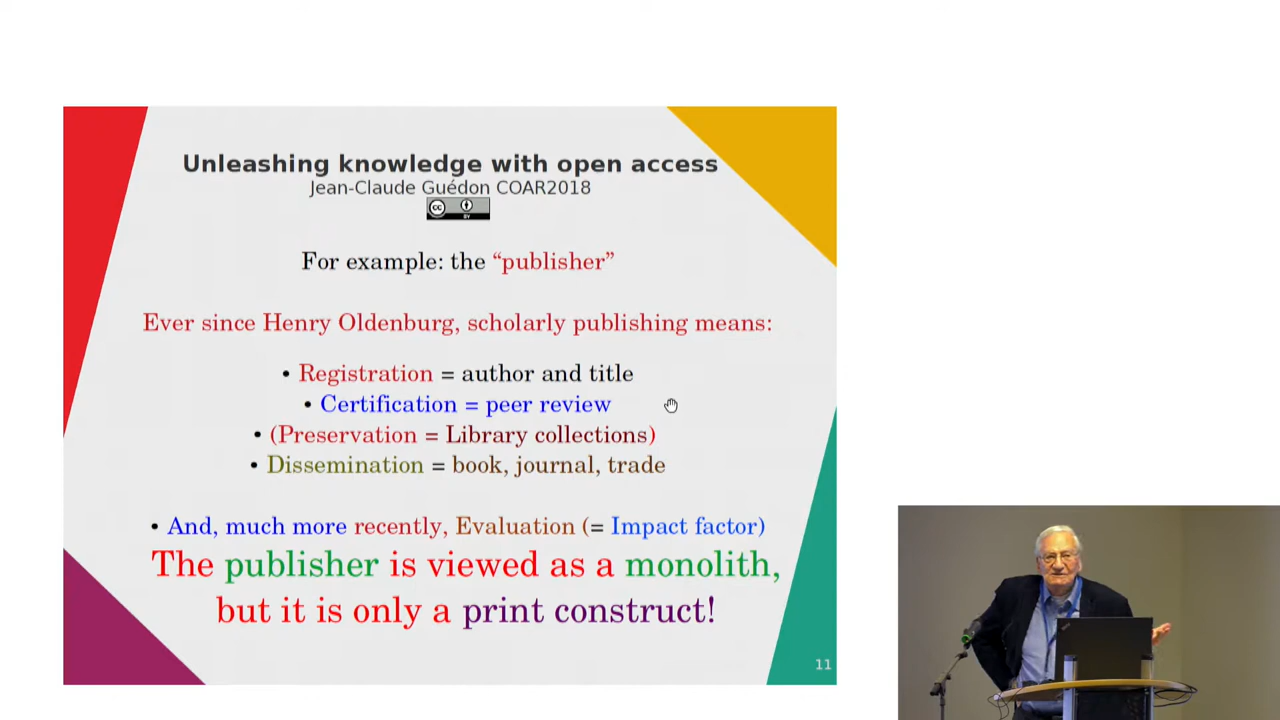 Unleashing knowledge with open access
Jean-Claude Guédon COAR2018
cc
BY
For example: the “publisher”
Ever since Henry Oldenburg, scholarly publishing means:
• Registration = author and title
• Certification = peer review
• (Preservation = Library collections)
• Dissemination = book, journal, trade
• And, much more recently, Evaluation (= Impact factor)
The publisher is viewed as a monolith,
but it is only a print construct!
11